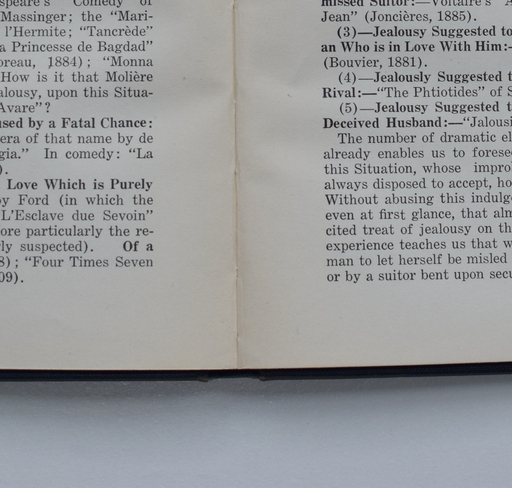 Comedy of
Massinger; the "Mari-
l'Hermite; "Tancrède"
a Princesse de Bagdad"
oreau, 1884); "Monna
How is it that Molière
alousy, upon this Situa-
Avare"?
used by a Fatal Chance:
era of that name by de
gia." In comedy: "La
).
Love Which is Purely
by Ford (in which the
L'Esclave due Sevoin"
ore particularly the re-
ly suspected). Of a
8); "Four Times Seven
09).
missed Suitor:—Voltaire's
Jean" (Joncières, 1885).
(3)—Jealousy Suggested to
an Who is in Love With Him:—
(Bouvier, 1881).
(4)—Jealously Suggested t
Rival:—"The Phtiotides" of S
(5)—Jealousy Suggested t
Deceived Husband:—"Jalousi
The number of dramatic el
already enables us to forese
this Situation, whose impro
always disposed to accept, ho
Without abusing this indulg
even at first glance, that alm
cited treat of jealousy on th
experience teaches us that w
man to let herself be misled
or by a suitor bent upon secu